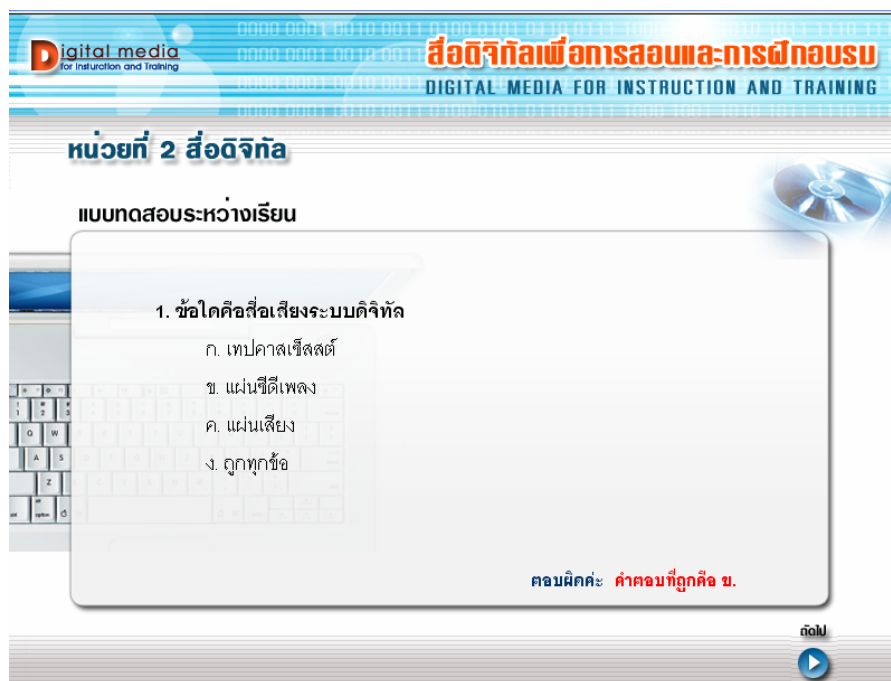 Digital media
for Insturction and Training
สื่อดิจิทัลเพื่อการสอนและการฝึกอบรม
DIGITAL MEDIA FOR INSTRUCTION AND TRAINING
หน่วยที่ 2 สื่อดิจิทัล
แบบทดสอบระหว่างเรียน
1. ข้อใดคือสื่อเสียงระบบดิจิทัล
ก. เทปคาสเซ็สสต์
ข. แผ่นซีดีเพลง
ค. แผ่นเสียง
ง. ถูกทุกข้อ
ตอบผิดค่ะ คำตอบที่ถูกคือ ข.
ถัดไป